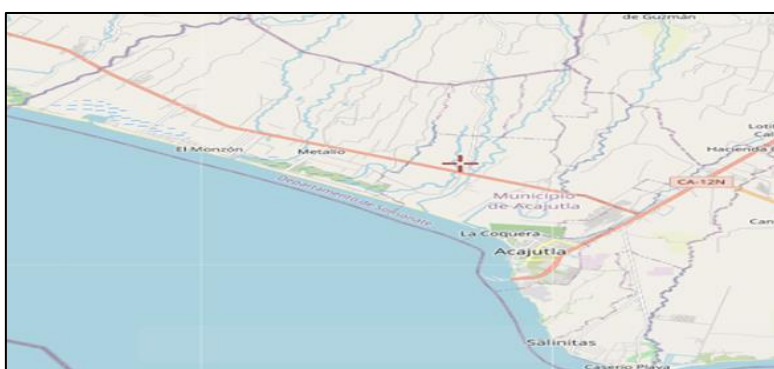 de Guzmán
El Monzón
Metalío
Departamento de Sonsonate
Municipio
de Acajutla
CA-12N
La Coquera
Acajutla
Salinitas
Caserío Playa